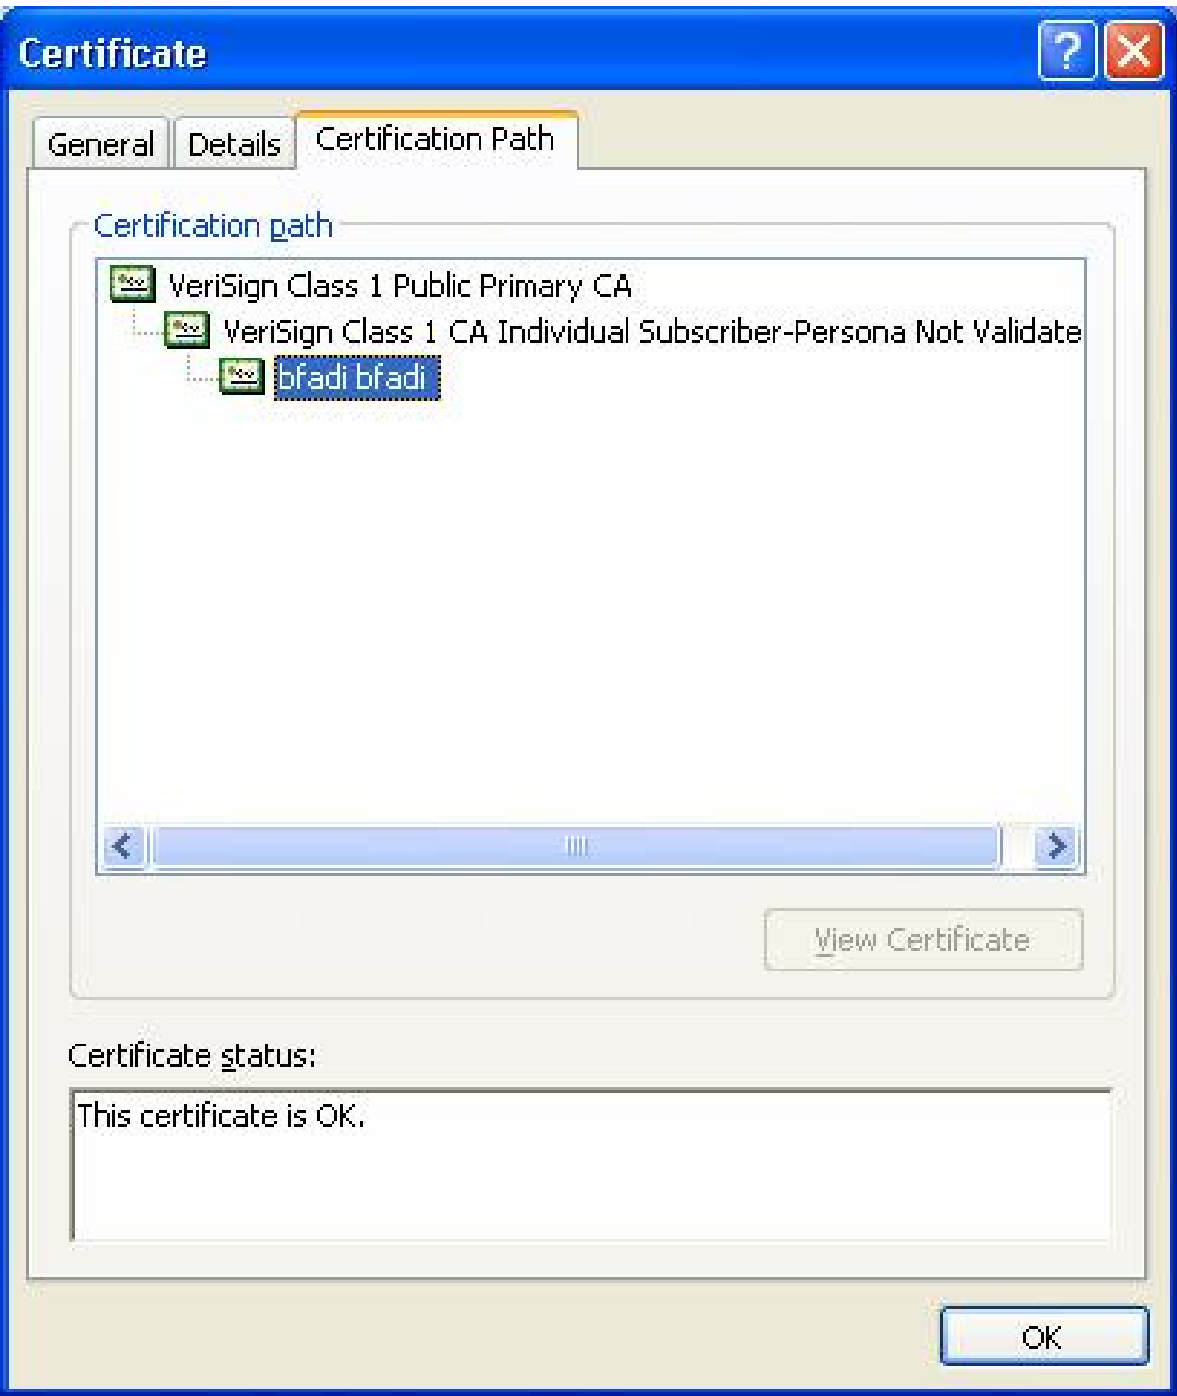 Certificate
General Details Certification Path
Certification path
VeriSign Class 1 Public Primary CA
VeriSign Class 1 CA Individual Subscriber-Persona Not Validate
bfadi bfadi
View Certificate
Certificate status:
This certificate is OK.
OK